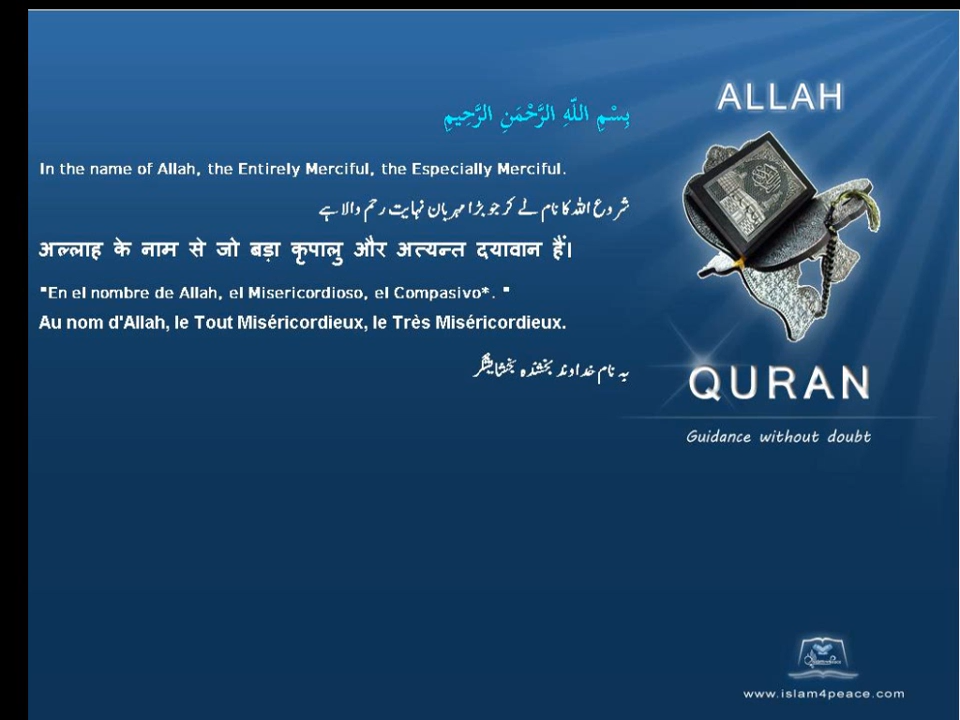 بِسْمِ اللّهِ الرَّحْمَنِ الرَّحِيمِ
In the name of Allah, the Entirely Merciful, the Especially Merciful.
شروع الله کا نام لے کر جو بڑا مہربان نہایت رحم والا ہے
अल्लाह के नाम से जो बड़ा कृपालु और अत्यन्त दयावान हैं।
"En el nombre de Allah, el Misericordioso, el Compasivo*. "
Au nom d'Allah, le Tout Miséricordieux, le Très Miséricordieux.
به نام خداوند بخشنده بخشایشگر
ALLAH
QURAN
Guidance without doubt
www.islam4peace.com